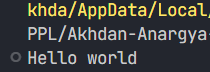 khda/AppData/Local/
PPL/Akhdan-Anargya-
Hello world